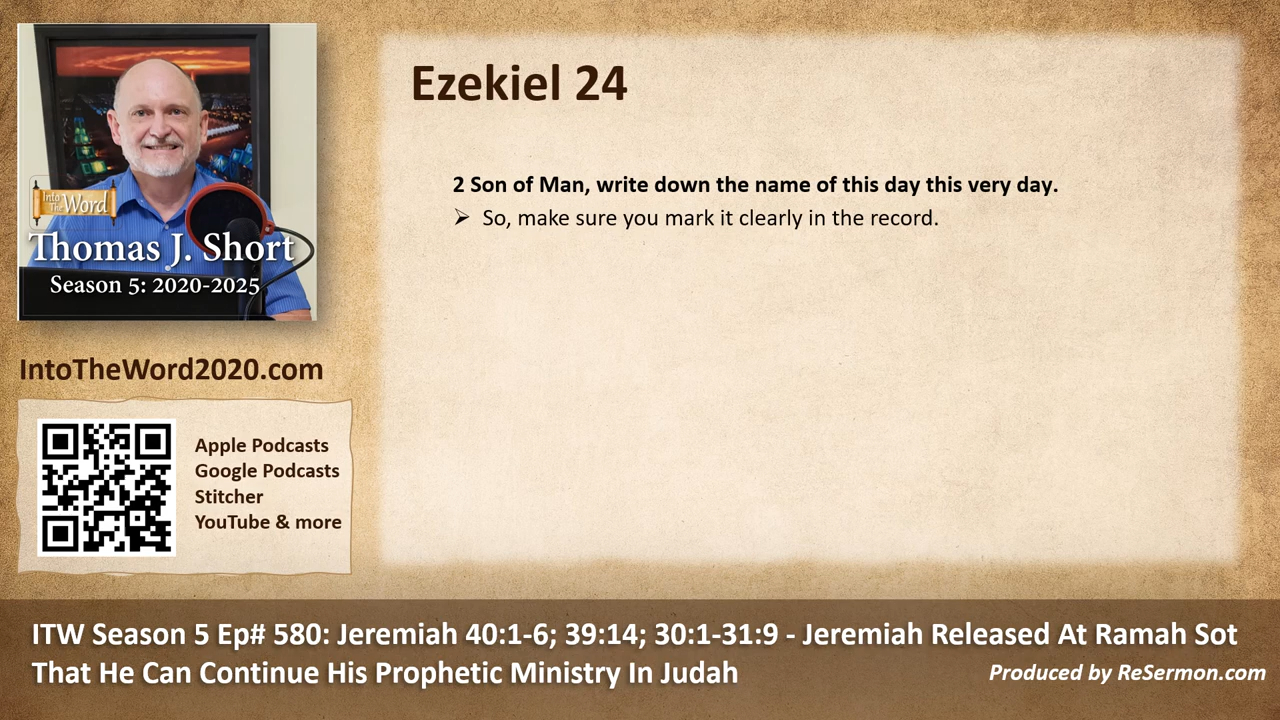 Into
The Word
Thomas J. Short
Season 5: 2020-2025
IntoTheWord2020.com
Apple Podcasts
Google Podcasts
Stitcher
YouTube & more
Ezekiel 24
2 Son of Man, write down the name of this day this very day.
➢ So, make sure you mark it clearly in the record.
ITW Season 5 Ep# 580: Jeremiah 40:1-6; 39:14; 30:1-31:9 - Jeremiah Released At Ramah Sot
That He Can Continue His Prophetic Ministry In Judah
Produced by ReSermon.com